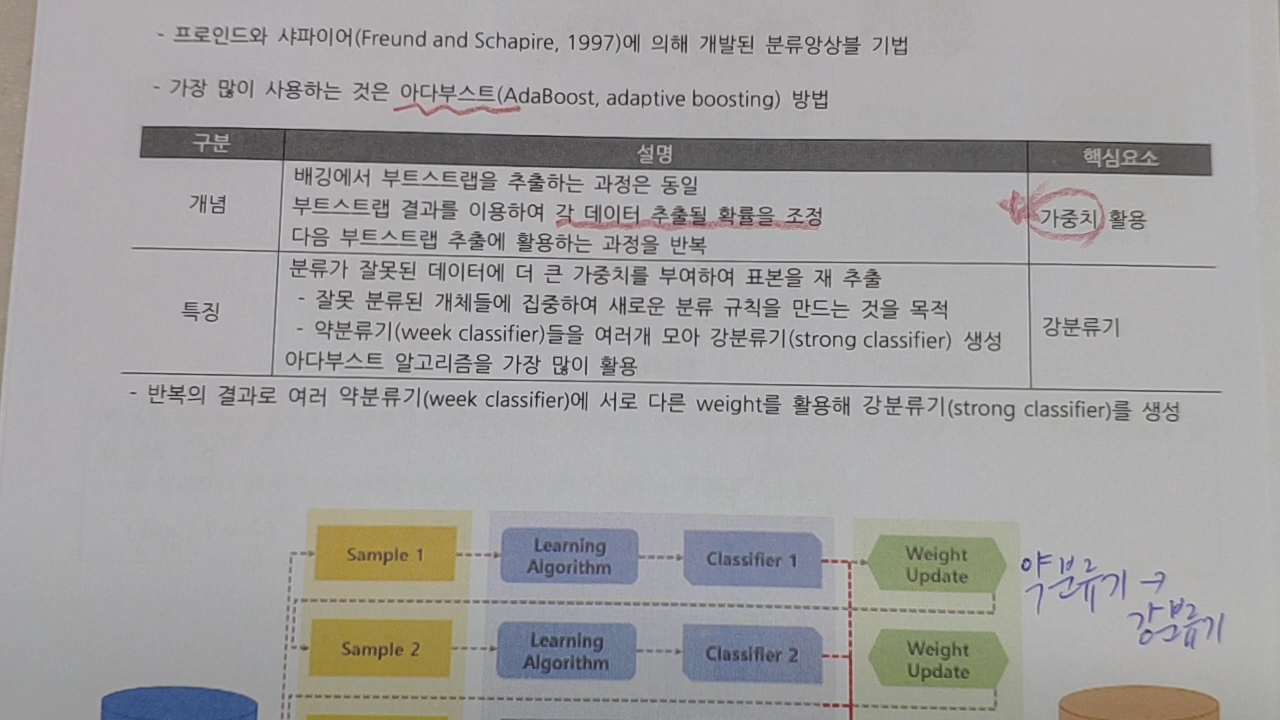 - 프로인드와 샤파이어(Freund and Schapire, 1997)에 의해 개발된 분류앙상블 기법
- 가장 많이 사용하는 것은 아다부스트(AdaBoost, adaptive boosting) 방법
구분 설명 핵심요소
개념
배깅에서 부트스트랩을 추출하는 과정은 동일
부트스트랩 결과를 이용하여 각 데이터 추출될 확률을 조정
다음 부트스트랩 추출에 활용하는 과정을 반복
가중치 활용
특징
분류가 잘못된 데이터에 더 큰 가중치를 부여하여 표본을 재 추출
- 잘못 분류된 개체들에 집중하여 새로운 분류 규칙을 만드는 것을 목적
- 약분류기(week classifier)들을 여러개 모아 강분류기(strong classifier) 생성
아다부스트 알고리즘을 가장 많이 활용
강분류기
- 반복의 결과로 여러 약분류기(week classifier)에 서로 다른 weight를 활용해 강분류기(strong classifier)를 생성
Sample 1
Learning
Algorithm
Classifier 1
Weight
Update
약분류기 →
강분류기
Sample 2
Learning
Algorithm
Classifier 2
Weight
Update